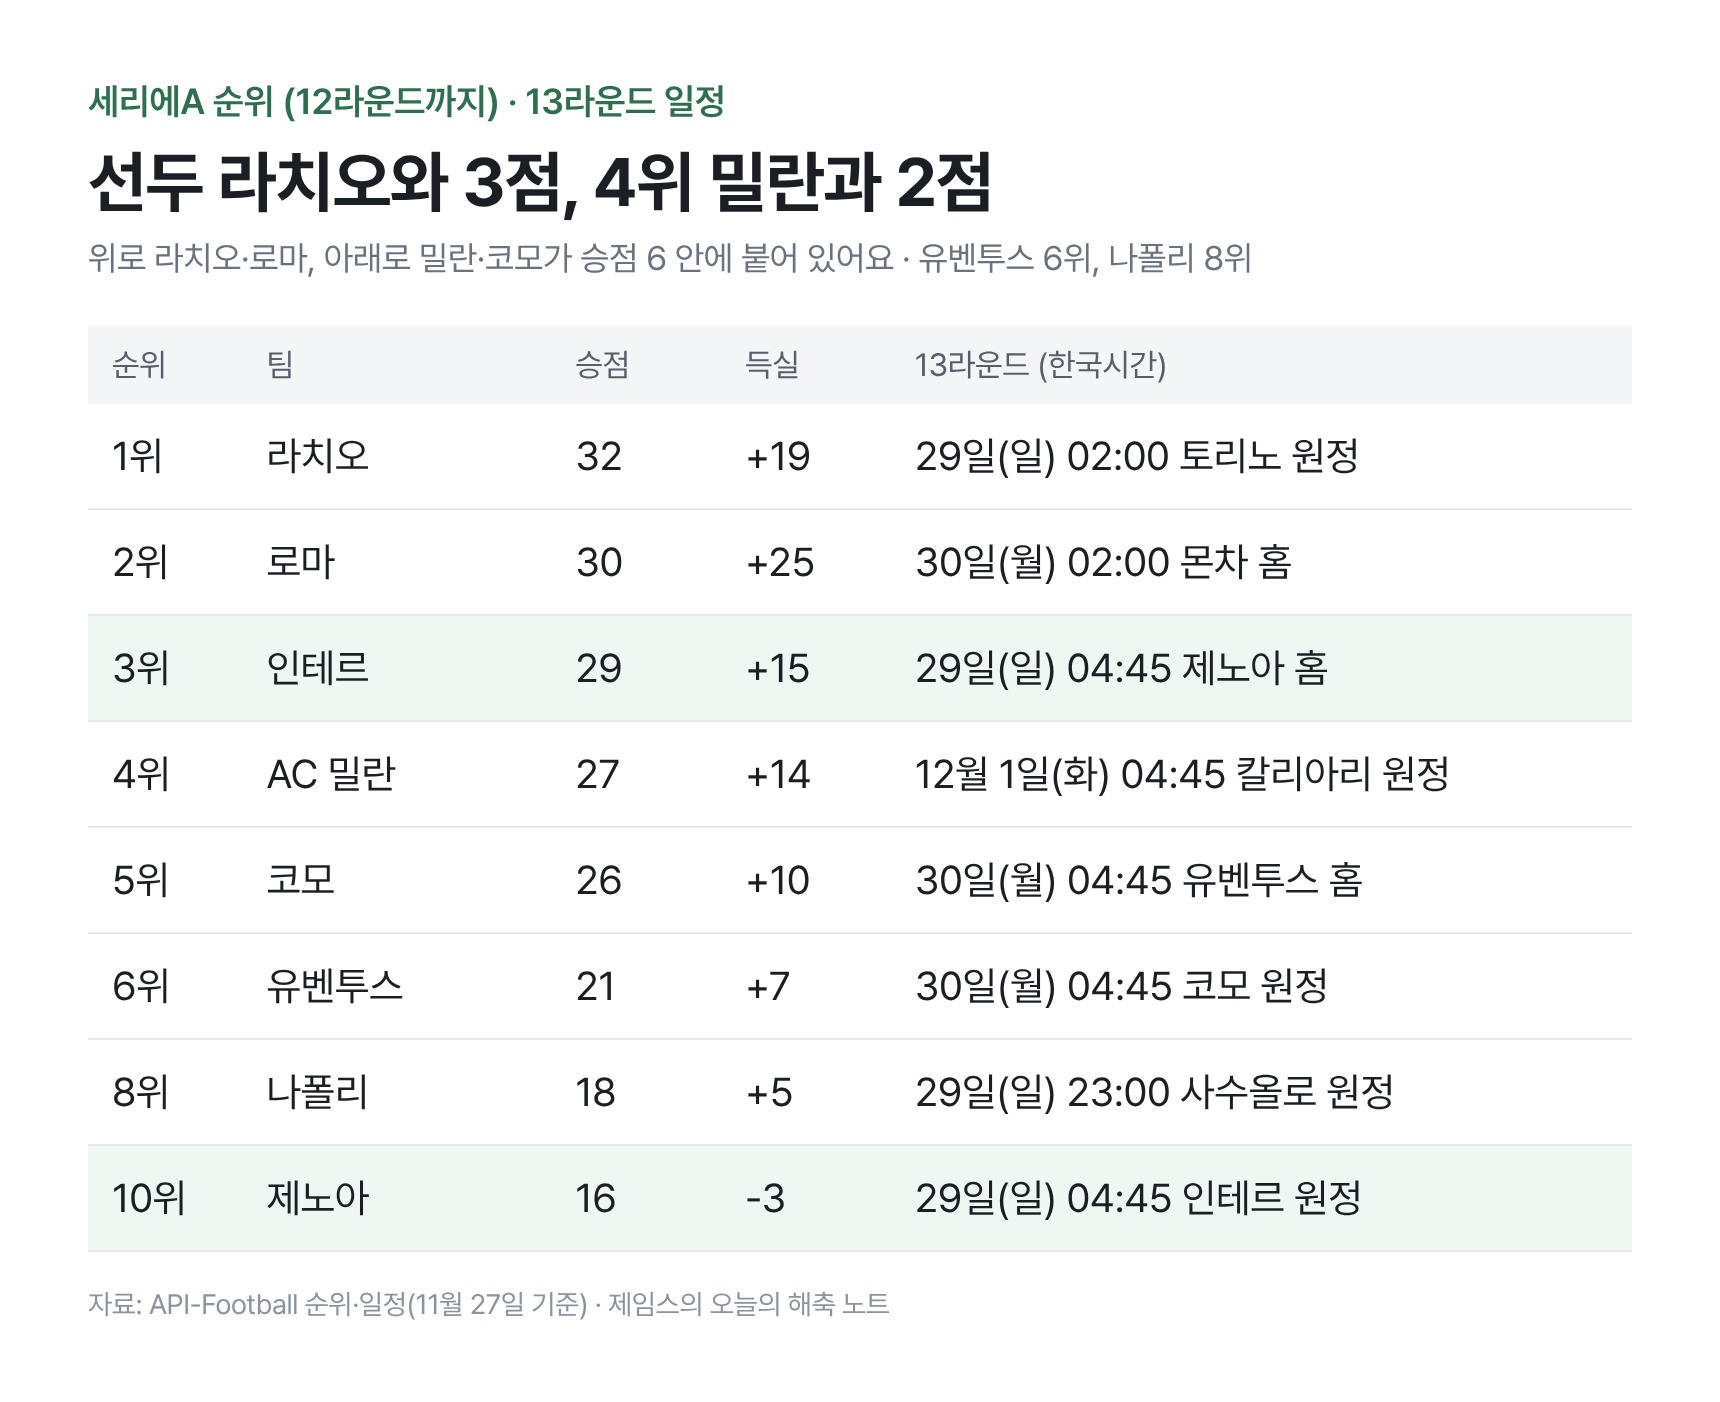 세리에A 순위 (12라운드까지) · 13라운드 일정
선두 라치오와 3점, 4위 밀란과 2점
위로 라치오·로마, 아래로 밀란·코모가 승점 6 안에 붙어 있어요 · 유벤투스 6위, 나폴리 8위
순위 팀 승점 득실 13라운드 (한국시간)
1위 라치오 32 +19 29일(일) 02:00 토리노 원정
2위 로마 30 +25 30일(월) 02:00 몬차 홈
3위 인테르 29 +15 29일(일) 04:45 제노아 홈
4위 AC 밀란 27 +14 12월 1일(화) 04:45 칼리아리 원정
5위 코모 26 +10 30일(월) 04:45 유벤투스 홈
6위 유벤투스 21 +7 30일(월) 04:45 코모 원정
8위 나폴리 18 +5 29일(일) 23:00 사수올로 원정
10위 제노아 16 -3 29일(일) 04:45 인테르 원정
자료: API-Football 순위·일정(11월 27일 기준) · 제임스의 오늘의 해축 노트